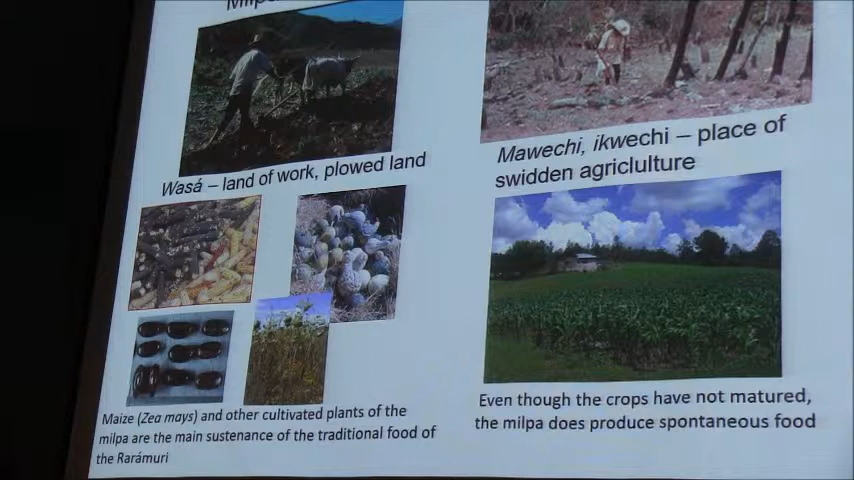 Wasá – land of work, plowed land
Mawechi, ikwechi – place of
swidden agriclulture
Maize (Zea mays) and other cultivated plants of the
milpa are the main sustenance of the traditional food of
the Rarámuri
Even though the crops have not matured,
the milpa does produce spontaneous food